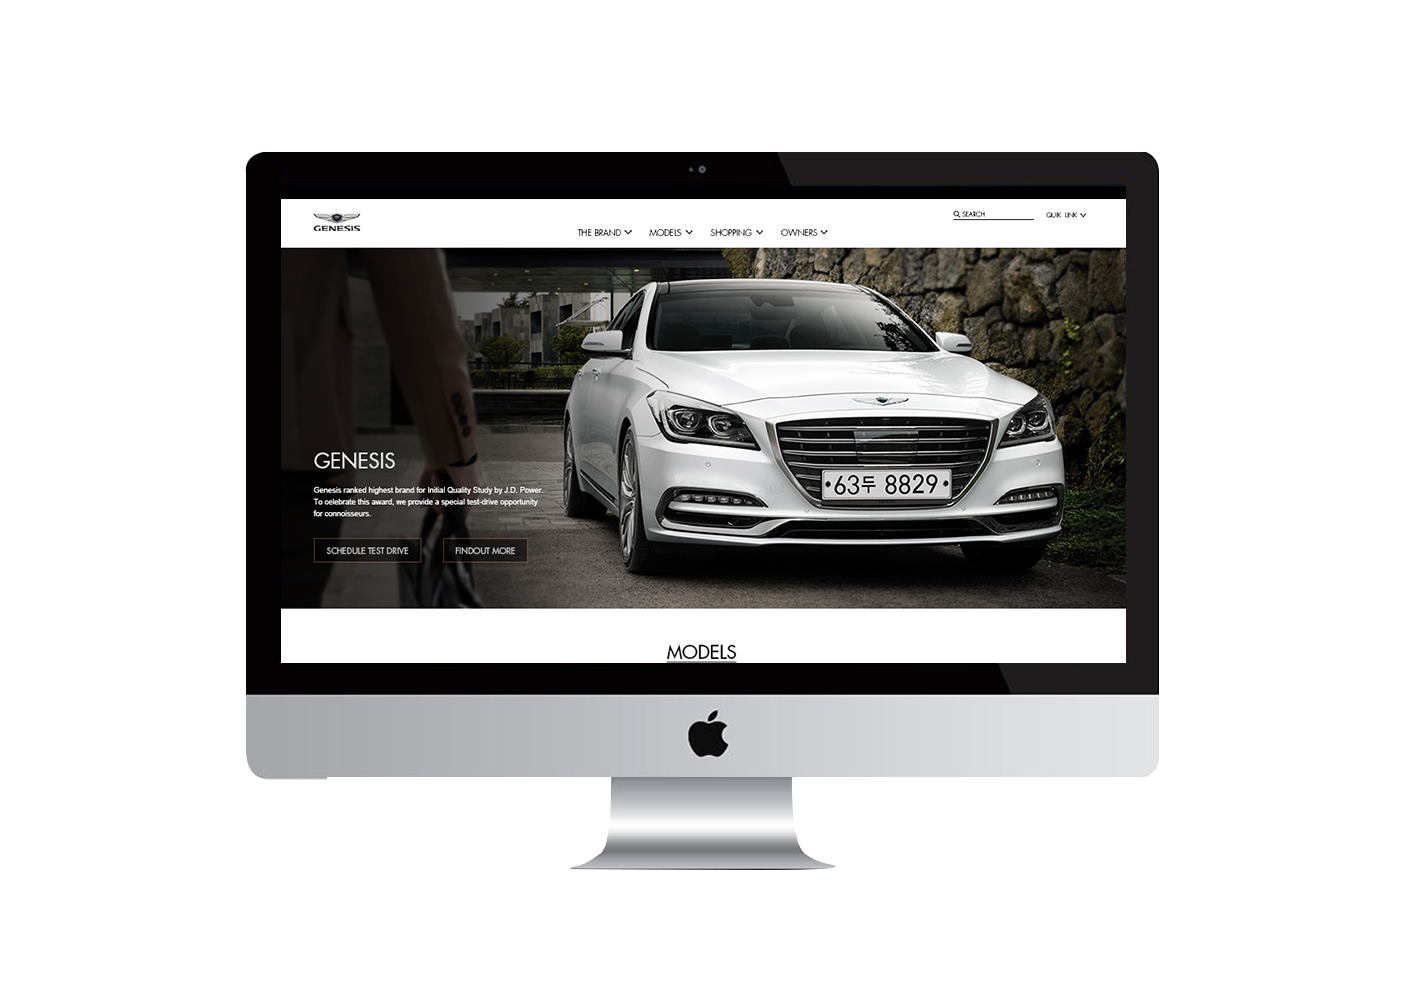 GENESIS
SEARCH
QUIK LINK
THE BRAND
MODELS
SHOPPING
OWNERS
63두 8829
GENESIS
Genesis ranked highest brand for Initial Quality Study by J.D. Power.
To celebrate this award, we provide a special test-drive opportunity
for connoisseurs.
SCHEDULE TEST DRIVE
FINDOUT MORE
MODELS